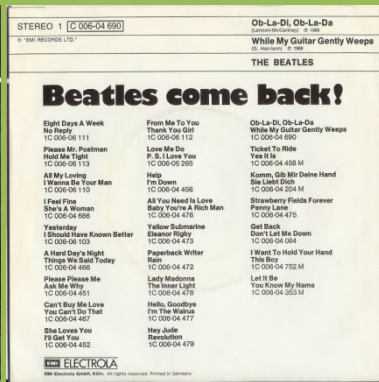 STEREO 1 C 006-04 690
℗ "EMI RECORDS LTD."
Ob-La-Di, Ob-La-Da
(Lennon/McCartney) ℗ 1968
While My Guitar Gently Weeps
(G. Harrison) ℗ 1968
THE BEATLES
Beatles come back!
Eight Days A Week
No Reply
1C 006-06 111
Please Mr. Postman
Hold Me Tight
1C 006-06 113
All My Loving
I Wanna Be Your Man
1C 006-06 110
I Feel Fine
She's A Woman
1C 006-04 686
Yesterday
I Should Have Known Better
1C 006-06 103
A Hard Day's Night
Things We Said Today
1C 006-04 466
Please Please Me
Ask Me Why
1C 006-04 451
Can't Buy Me Love
You Can't Do That
1C 006-04 467
She Loves You
I'll Get You
1C 006-04 452
From Me To You
Thank You Girl
1C 006-06 112
Love Me Do
P. S. I Love You
1C 006-05 265
Help
I'm Down
1C 006-04 456
All You Need Is Love
Baby You're A Rich Man
1C 006-04 476
Yellow Submarine
Eleanor Rigby
1C 006-04 473
Paperback Writer
Rain
1C 006-04 472
Lady Madonna
The Inner Light
1C 006-04 478
Hello, Goodbye
I'm The Walrus
1C 006-04 477
Hey Jude
Revolution
1C 006-04 479
Ob-La-Di, Ob-La-Da
While My Guitar Gently Weeps
1C 006-04 690
Ticket To Ride
Yes It Is
1C 006-04 458 M
Komm, Gib Mir Deine Hand
Sie Liebt Dich
1C 006-04 204 M
Strawberry Fields Forever
Penny Lane
1C 006-04 475
Get Back
Don't Let Me Down
1C 006-04 084
I Want To Hold Your Hand
This Boy
1C 006-04 752 M
Let It Be
You Know My Name
1C 006-04 353 M
EMI ELECTROLA
EMI Electrola GmbH, Köln. All rights reserved. Printed in Germany